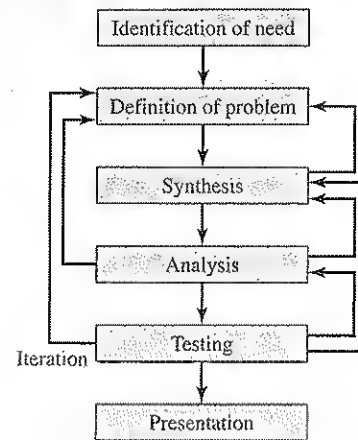 Identification of need
Definition of problem
Synthesis
Analysis
Testing
Iteration
Presentation